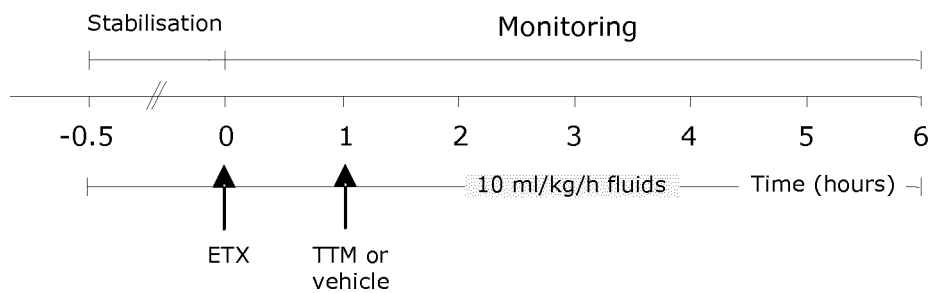 Stabilisation Monitoring
-0.5 0 1 2 3 4 5 6
10 ml/kg/h fluids Time (hours)
ETX TTM or
vehicle